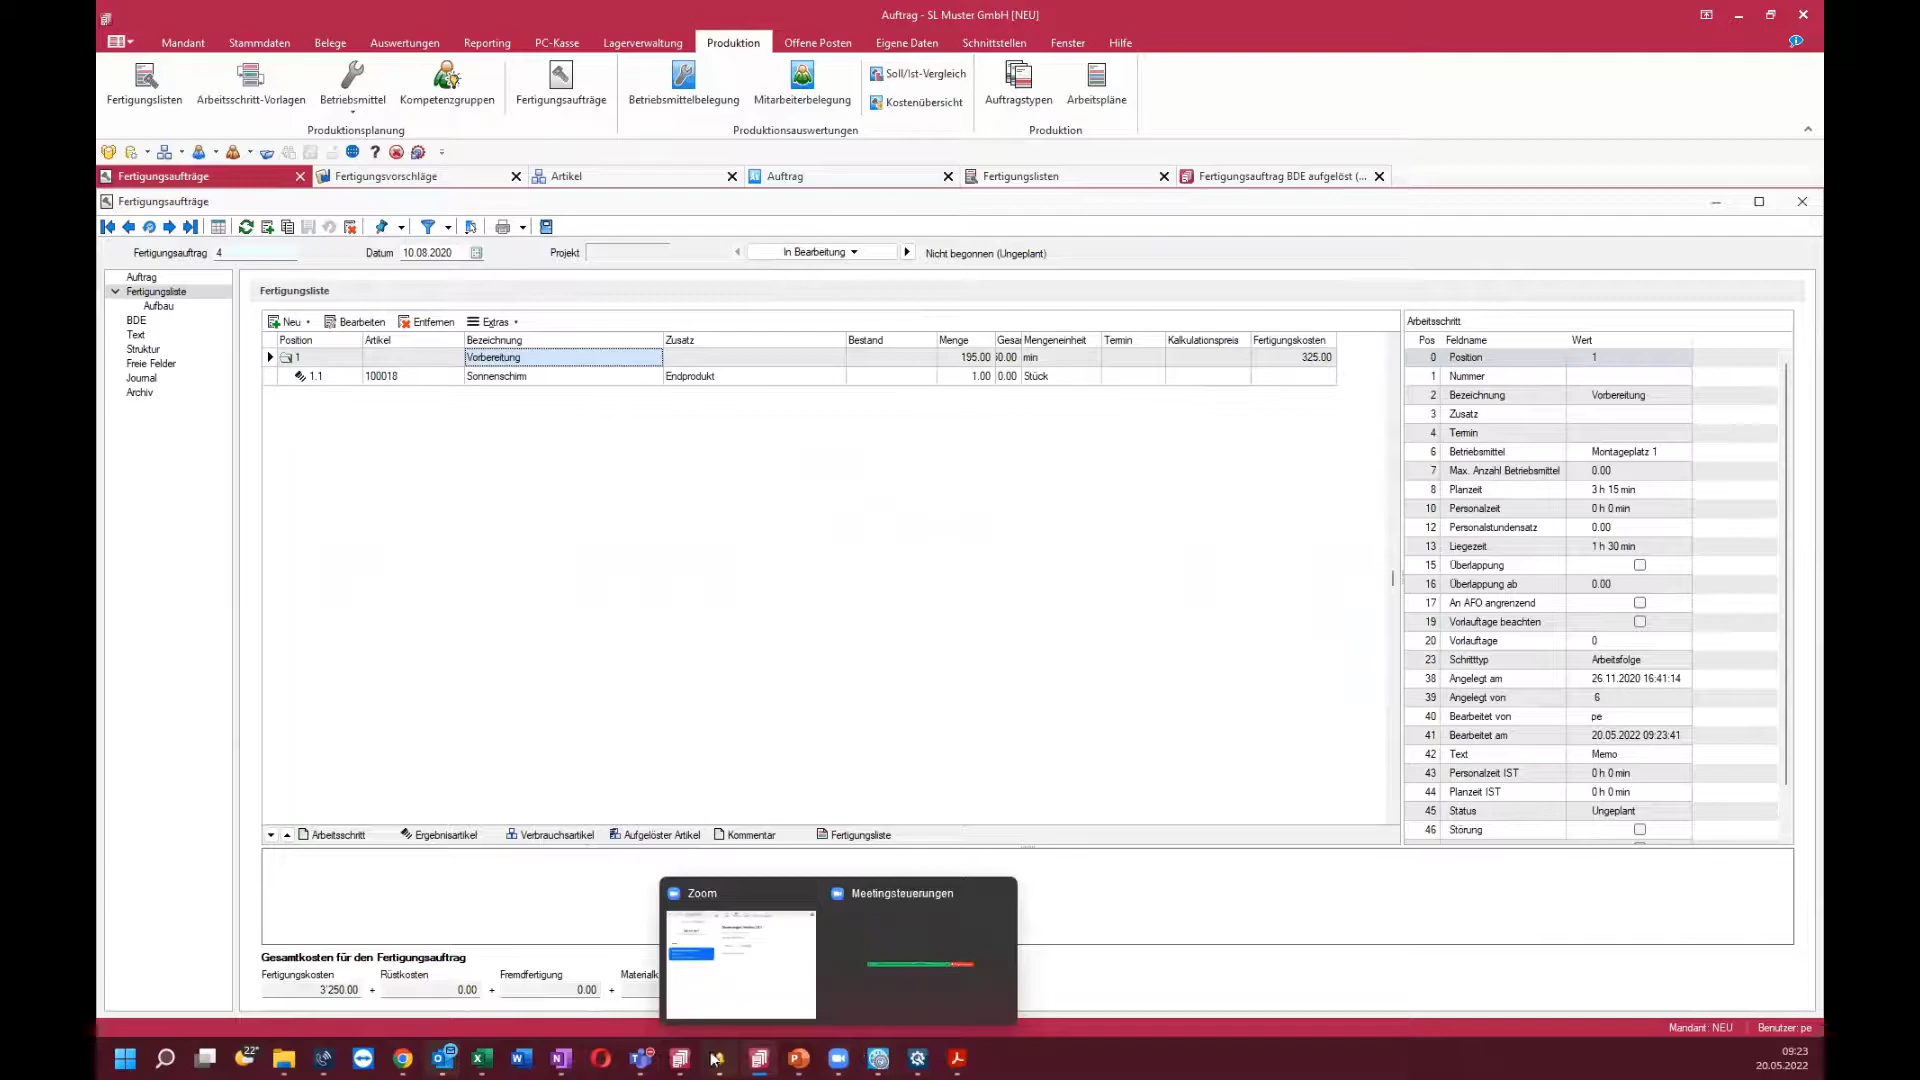 Auftrag - SL Muster GmbH [NEU]
Mandant Stammdaten Belege Auswertungen Reporting PC-Kasse Lagerverwaltung Produktion Offene Posten Eigene Daten Schnittstellen Fenster Hilfe
Soll/Ist-Vergleich
Fertigungslisten Arbeitsschritt-Vorlagen Betriebsmittel Kompetenzgruppen Fertigungsaufträge Betriebsmittelbelegung Mitarbeiterbelegung Kostenübersicht Auftragstypen Arbeitspläne
Produktionsplanung Produktionsauswertungen Produktion
Fertigungsaufträge Fertigungsvorschläge Artikel Auftrag Fertigungslisten Fertigungsauftrag BDE aufgelöst (...
Fertigungsaufträge
Fertigungsauftrag 4 Datum 10.08.2020 Projekt In Bearbeitung Nicht begonnen (Ungeplant)
Auftrag
Fertigungsliste
Aufbau
BDE
Text
Struktur
Freie Felder
Journal
Archiv
Fertigungsliste
Neu Bearbeiten Entfernen Extras
Position Artikel Bezeichnung Zusatz Bestand Menge Gesa Mengeneinheit Termin Kalkulationspreis Fertigungskosten
1 Vorbereitung 195.00 min 325.00
1.1 100018 Sonnenschirm Endprodukt 1.00 0.00 Stück
Arbeitsschritt
Pos Feldname Wert
0 Position 1
1 Nummer
2 Bezeichnung Vorbereitung
3 Zusatz
4 Termin
6 Betriebsmittel Montageplatz 1
7 Max. Anzahl Betriebsmittel 0.00
8 Planzeit 3 h 15 min
10 Personalzeit 0 h 0 min
12 Personalstundensatz 0.00
13 Liegezeit 1 h 30 min
15 Überlappung
16 Überlappung ab 0.00
17 An AFO angrenzend
19 Vorlauftage beachten
20 Vorlauftage 0
23 Schritttyp Arbeitsfolge
38 Angelegt am 26.11.2020 16:41:14
39 Angelegt von 6
40 Bearbeitet von pe
41 Bearbeitet am 20.05.2022 09:23:41
42 Text Memo
43 Personalzeit IST 0 h 0 min
44 Planzeit IST 0 h 0 min
45 Status Ungeplant
46 Störung
Arbeitsschritt Ergebnisartikel Verbrauchsartikel Aufgelöster Artikel Kommentar Fertigungsliste
Zoom Meetingsteuerungen
Gesamtkosten für den Fertigungsauftrag
Fertigungskosten Rüstkosten Fremdfertigung Materialk
3'250.00 + 0.00 + 0.00 +
Mandant: NEU Benutzer: pe
22°
09:23
20.05.2022